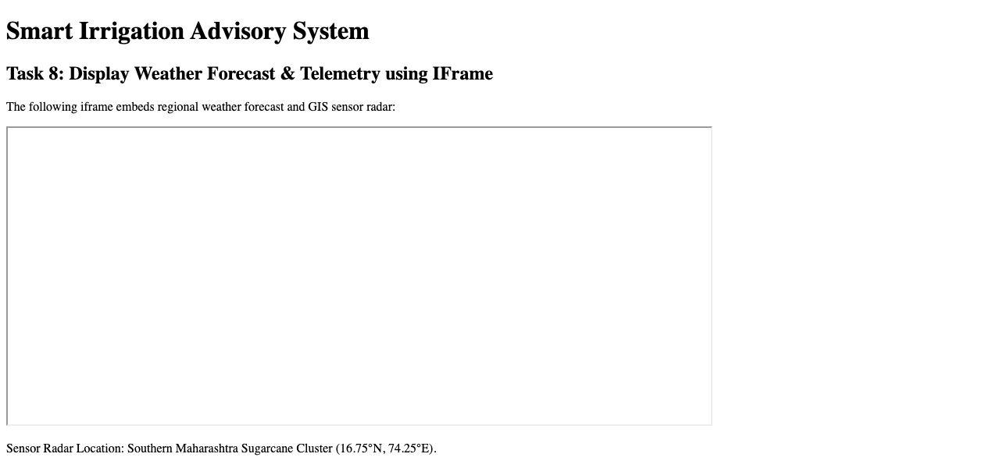 Smart Irrigation Advisory System
Task 8: Display Weather Forecast & Telemetry using IFrame
The following iframe embeds regional weather forecast and GIS sensor radar:
Sensor Radar Location: Southern Maharashtra Sugarcane Cluster (16.75°N, 74.25°E).